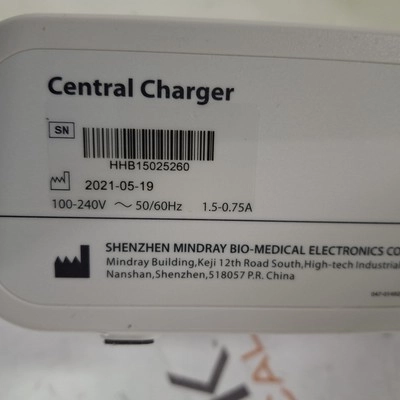 Central Charger
SN
HHB15025260
2021-05-19
100-240V ～ 50/60Hz 1.5-0.75A
SHENZHEN MINDRAY BIO-MEDICAL ELECTRONICS CO
Mindray Building,Keji 12th Road South,High-tech Industrial
Nanshan,Shenzhen,518057 P.R. China